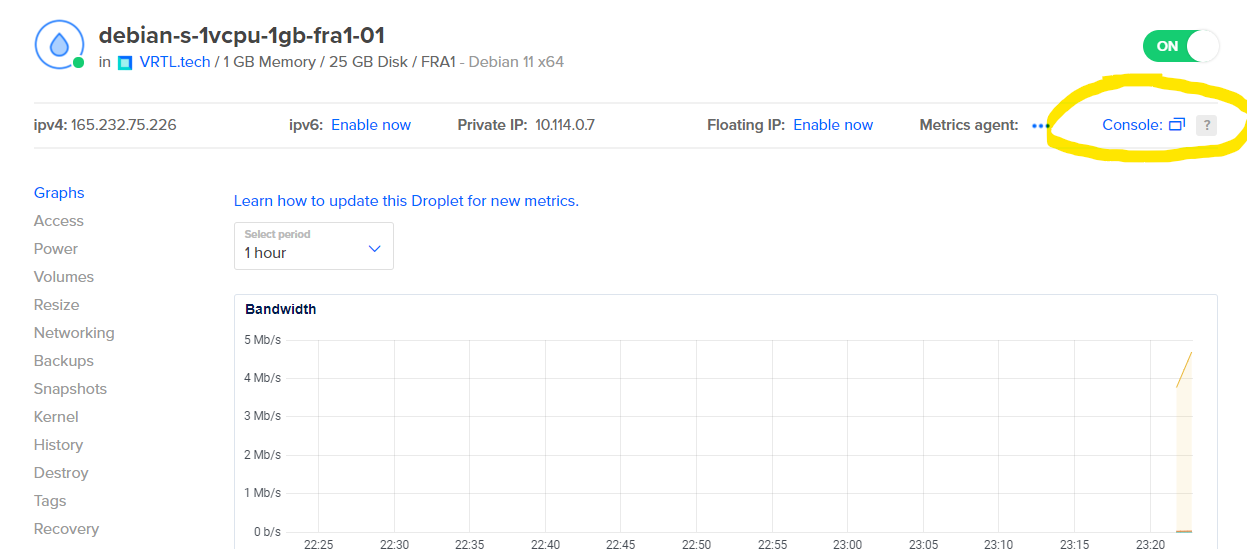 debian-s-1vcpu-1gb-fra1-01
in VRTL.tech / 1 GB Memory / 25 GB Disk / FRA1 - Debian 11 x64
ON
ipv4: 165.232.75.226 ipv6: Enable now Private IP: 10.114.0.7 Floating IP: Enable now Metrics agent: ••• Console: ?
Graphs
Access
Power
Volumes
Resize
Networking
Backups
Snapshots
Kernel
History
Destroy
Tags
Recovery
Learn how to update this Droplet for new metrics.
Select period
1 hour
Bandwidth
5 Mb/s
4 Mb/s
3 Mb/s
2 Mb/s
1 Mb/s
0 b/s
22:25 22:30 22:35 22:40 22:45 22:50 22:55 23:00 23:05 23:10 23:15 23:20